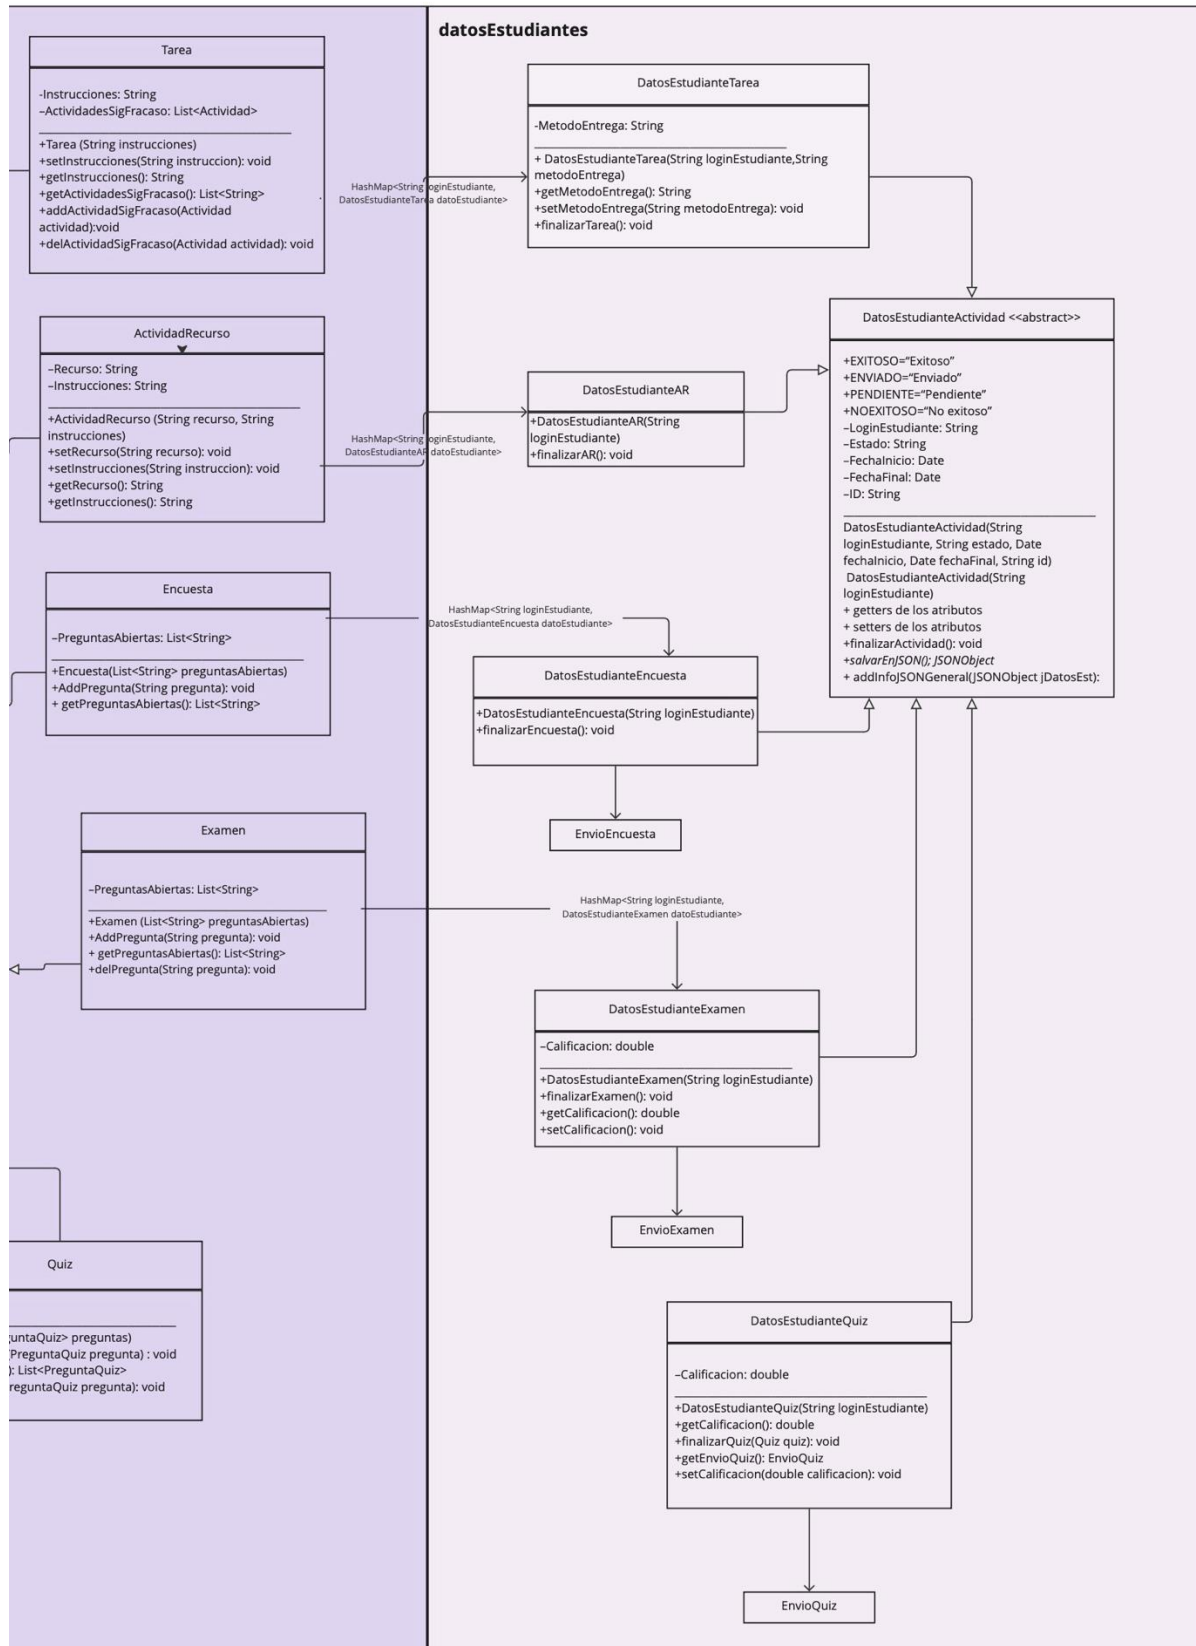 datosEstudiantes
Tarea
-Instrucciones: String
–ActividadesSigFracaso: List<Actividad>
+Tarea (String instrucciones)
+setInstrucciones(String instruccion): void
+getInstrucciones(): String
+getActividadesSigFracaso(): List<String>
+addActividadSigFracaso(Actividad
actividad):void
+delActividadSigFracaso(Actividad actividad): void
HashMap<String loginEstudiante,
DatosEstudianteTarea datoEstudiante>
DatosEstudianteTarea
-MetodoEntrega: String
+ DatosEstudianteTarea(String loginEstudiante,String
metodoEntrega)
+getMetodoEntrega(): String
+setMetodoEntrega(String metodoEntrega): void
+finalizarTarea(): void
ActividadRecurso
–Recurso: String
–Instrucciones: String
+ActividadRecurso (String recurso, String
instrucciones)
+setRecurso(String recurso): void
+setInstrucciones(String instruccion): void
+getRecurso(): String
+getInstrucciones(): String
HashMap<String loginEstudiante,
DatosEstudianteAR datoEstudiante>
DatosEstudianteAR
+DatosEstudianteAR(String
loginEstudiante)
+finalizarAR(): void
DatosEstudianteActividad <<abstract>>
+EXITOSO=“Exitoso”
+ENVIADO=“Enviado”
+PENDIENTE=“Pendiente”
+NOEXITOSO=“No exitoso”
–LoginEstudiante: String
–Estado: String
–FechaInicio: Date
–FechaFinal: Date
–ID: String
DatosEstudianteActividad(String
loginEstudiante, String estado, Date
fechaInicio, Date fechaFinal, String id)
DatosEstudianteActividad(String
loginEstudiante)
+ getters de los atributos
+ setters de los atributos
+finalizarActividad(): void
+salvarEnJSON(); JSONObject
+ addInfoJSONGeneral(JSONObject jDatosEst):
Encuesta
–PreguntasAbiertas: List<String>
+Encuesta(List<String> preguntasAbiertas)
+AddPregunta(String pregunta): void
+ getPreguntasAbiertas(): List<String>
HashMap<String loginEstudiante,
DatosEstudianteEncuesta datoEstudiante>
DatosEstudianteEncuesta
+DatosEstudianteEncuesta(String loginEstudiante)
+finalizarEncuesta(): void
EnvioEncuesta
Examen
–PreguntasAbiertas: List<String>
+Examen (List<String> preguntasAbiertas)
+AddPregunta(String pregunta): void
+ getPreguntasAbiertas(): List<String>
+delPregunta(String pregunta): void
HashMap<String loginEstudiante,
DatosEstudianteExamen datoEstudiante>
DatosEstudianteExamen
–Calificacion: double
+DatosEstudianteExamen(String loginEstudiante)
+finalizarExamen(): void
+getCalificacion(): double
+setCalificacion(): void
EnvioExamen
Quiz
guntaQuiz> preguntas)
(PreguntaQuiz pregunta) : void
): List<PreguntaQuiz>
reguntaQuiz pregunta): void
DatosEstudianteQuiz
–Calificacion: double
+DatosEstudianteQuiz(String loginEstudiante)
+getCalificacion(): double
+finalizarQuiz(Quiz quiz): void
+getEnvioQuiz(): EnvioQuiz
+setCalificacion(double calificacion): void
EnvioQuiz